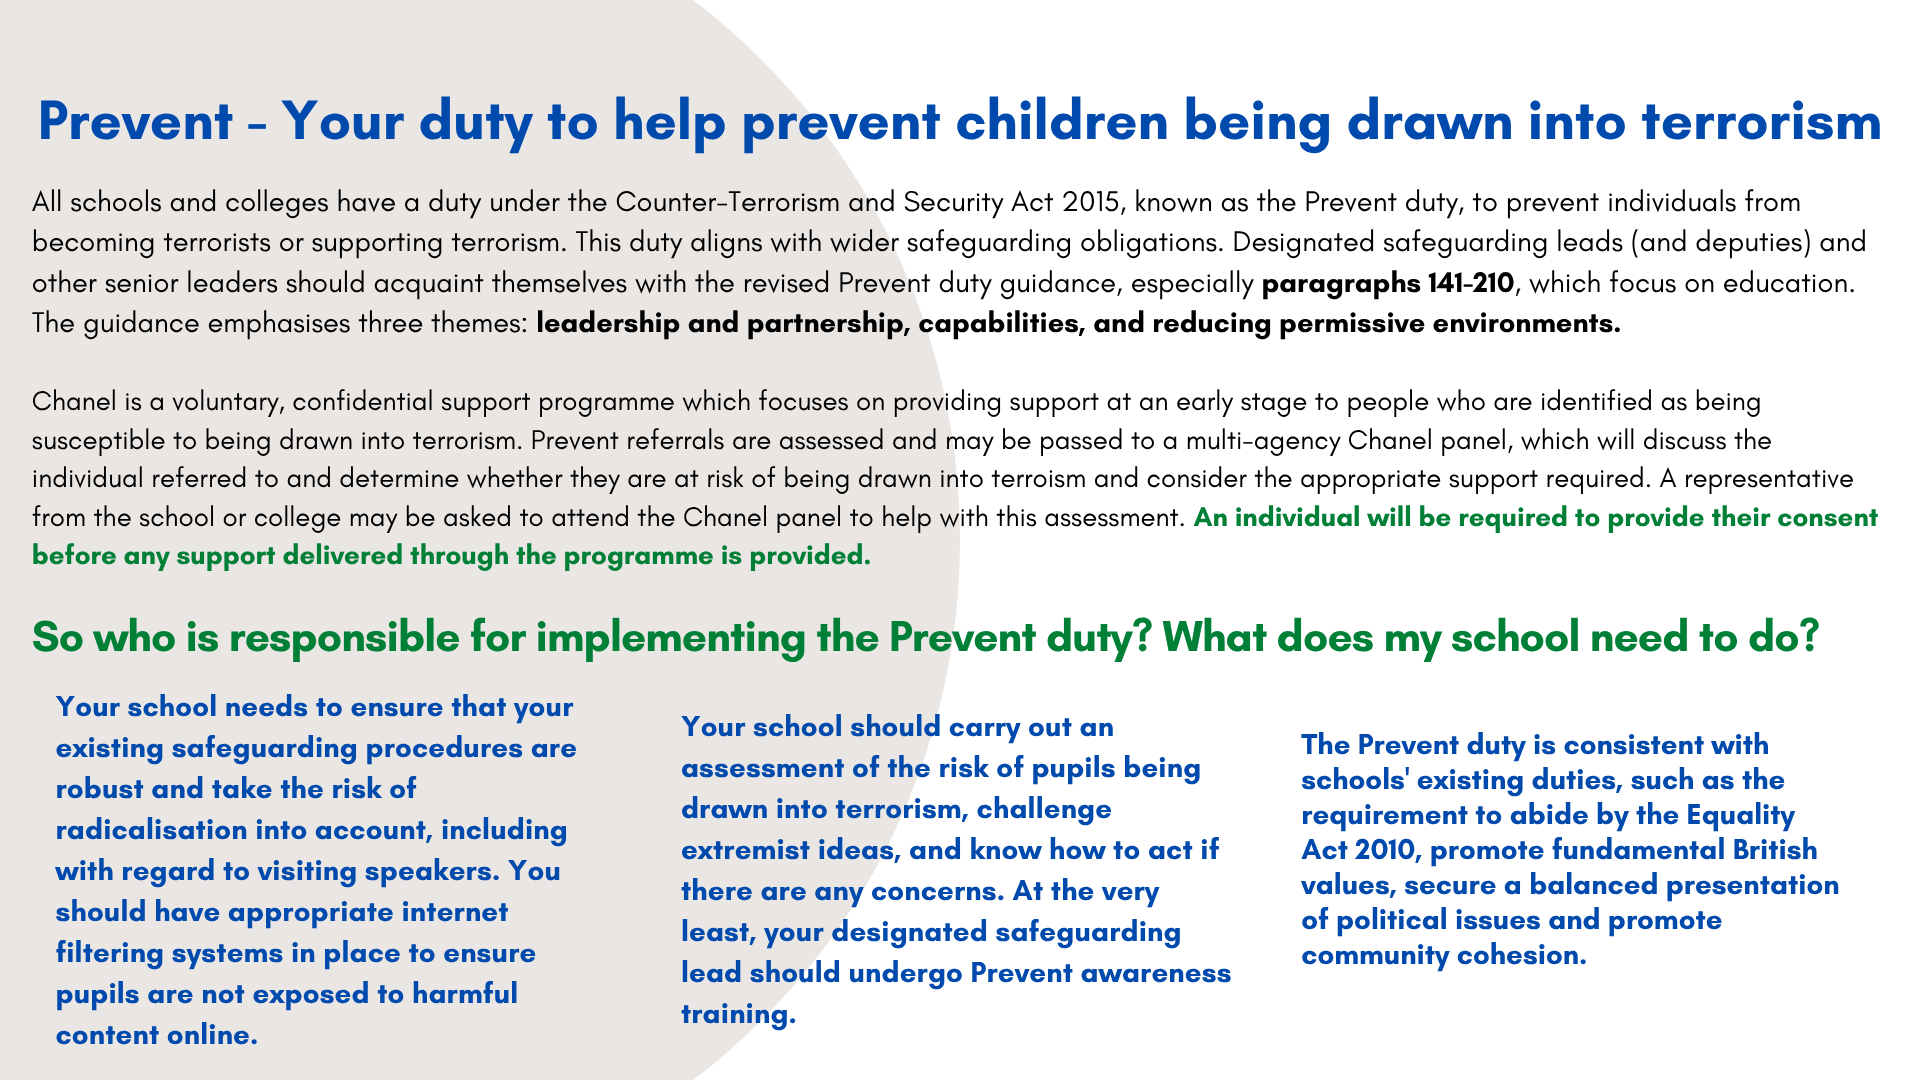 Prevent - Your duty to help prevent children being drawn into terrorism
All schools and colleges have a duty under the Counter-Terrorism and Security Act 2015, known as the Prevent duty, to prevent individuals from
becoming terrorists or supporting terrorism. This duty aligns with wider safeguarding obligations. Designated safeguarding leads (and deputies) and
other senior leaders should acquaint themselves with the revised Prevent duty guidance, especially paragraphs 141-210, which focus on education.
The guidance emphasises three themes: leadership and partnership, capabilities, and reducing permissive environments.
Chanel is a voluntary, confidential support programme which focuses on providing support at an early stage to people who are identified as being
susceptible to being drawn into terrorism. Prevent referrals are assessed and may be passed to a multi-agency Chanel panel, which will discuss the
individual referred to and determine whether they are at risk of being drawn into terroism and consider the appropriate support required. A representative
from the school or college may be asked to attend the Chanel panel to help with this assessment. An individual will be required to provide their consent
before any support delivered through the programme is provided.
So who is responsible for implementing the Prevent duty? What does my school need to do?
Your school needs to ensure that your
existing safeguarding procedures are
robust and take the risk of
radicalisation into account, including
with regard to visiting speakers. You
should have appropriate internet
filtering systems in place to ensure
pupils are not exposed to harmful
content online.
Your school should carry out an
assessment of the risk of pupils being
drawn into terrorism, challenge
extremist ideas, and know how to act if
there are any concerns. At the very
least, your designated safeguarding
lead should undergo Prevent awareness
training.
The Prevent duty is consistent with
schools' existing duties, such as the
requirement to abide by the Equality
Act 2010, promote fundamental British
values, secure a balanced presentation
of political issues and promote
community cohesion.